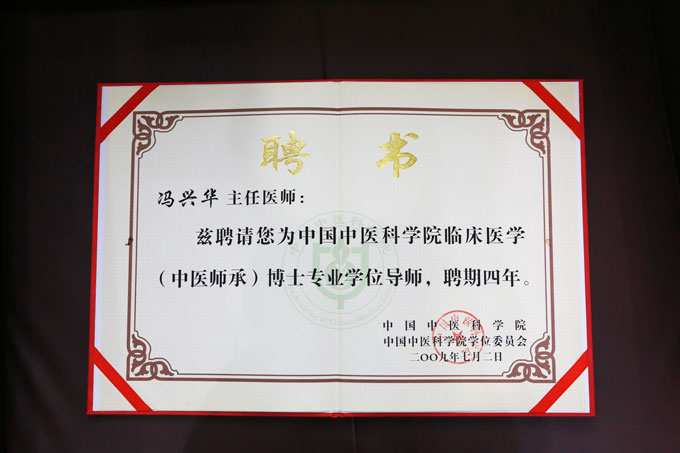 聘书
冯兴华 主任医师：
兹聘请您为中国中医科学院临床医学
（中医师承）博士专业学位导师，聘期四年。
中国中医科学院
中国中医科学院学位委员会
二〇〇九年七月二日